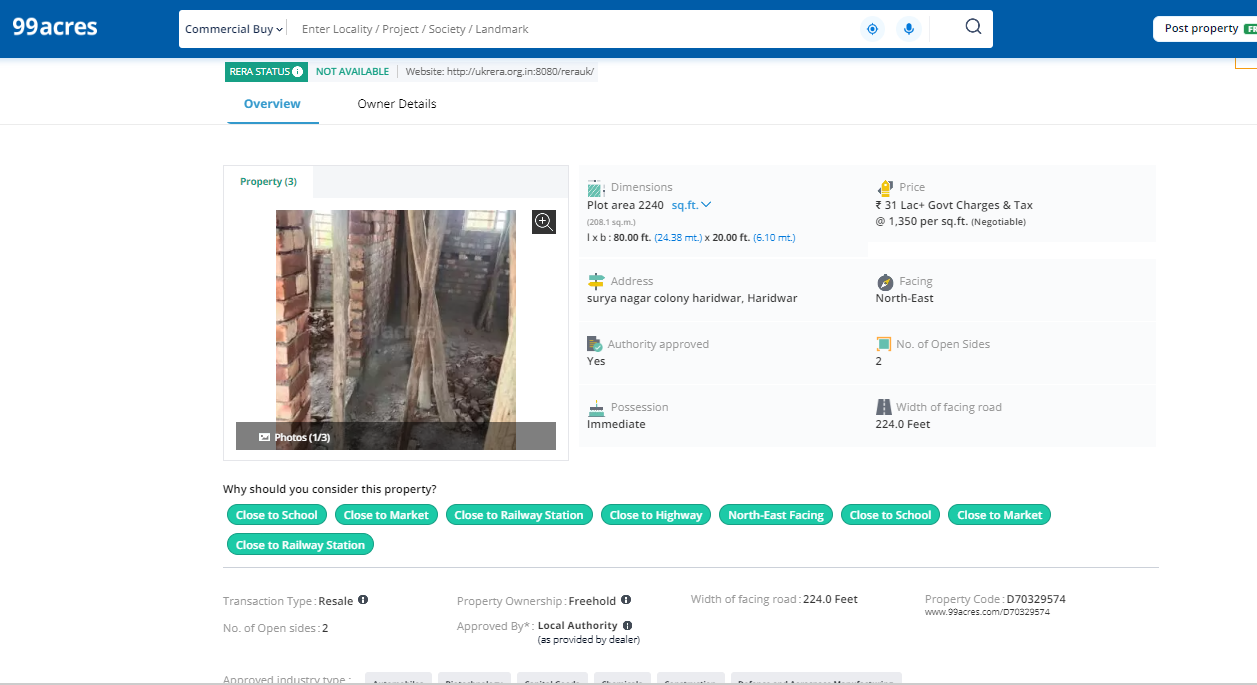 99acres
Commercial Buy
Enter Locality / Project / Society / Landmark
Post property
RERA STATUS NOT AVAILABLE Website: http://ukrera.org.in:8080/rerauk/
Overview Owner Details
Property (3)
99acres
Photos (1/3)
Dimensions
Plot area 2240 sq.ft.
(208.1 sq.m.)
l x b : 80.00 ft. (24.38 mt.) x 20.00 ft. (6.10 mt.)
Price
₹ 31 Lac+ Govt Charges & Tax
@ 1,350 per sq.ft. (Negotiable)
Address
surya nagar colony haridwar, Haridwar
Facing
North-East
Authority approved
Yes
No. of Open Sides
2
Possession
Immediate
Width of facing road
224.0 Feet
Why should you consider this property?
Close to School Close to Market Close to Railway Station Close to Highway North-East Facing Close to School Close to Market
Close to Railway Station
Transaction Type : Resale
Property Ownership : Freehold
Width of facing road : 224.0 Feet
Property Code : D70329574
www.99acres.com/D70329574
No. of Open sides : 2
Approved By* : Local Authority
(as provided by dealer)
Approved industry type : Automobiles Biotechnology Capital Goods Chemicals Construction